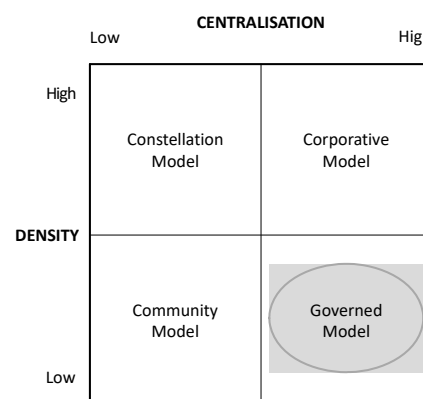 CENTRALISATION
Low Hig
High
Constellation Corporative
Model Model
DENSITY
Community Governed
Model Model
Low